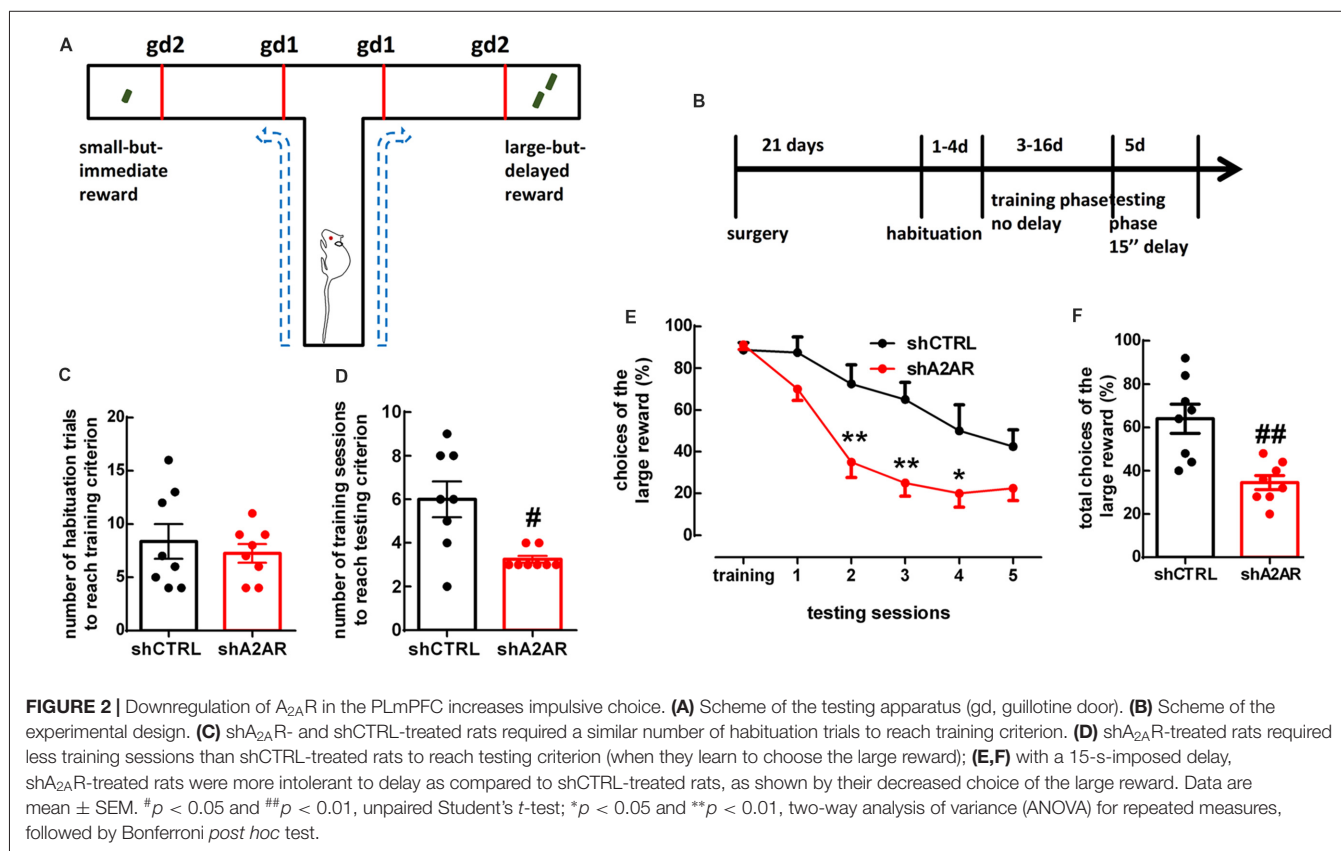 A
gd2 gd1 gd1 gd2
small-but-
immediate
reward
large-but-
delayed
reward
B
21 days 1-4d 3-16d 5d
surgery habituation training phase testing
no delay phase
15’’ delay
C
number of habituation trials
to reach training criterion
20
15
10
5
0
shCTRL shA2AR
D
number of training sessions
to reach testing criterion
10
8
6
4
2
0
#
shCTRL shA2AR
E
choices of the
large reward (%)
100
80
60
40
20
0
shCTRL
shA2AR
** ** *
training 1 2 3 4 5
testing sessions
F
total choices of the
large reward (%)
100
80
60
40
20
0
##
shCTRL shA2AR
FIGURE 2 | Downregulation of A2AR in the PLmPFC increases impulsive choice. (A) Scheme of the testing apparatus (gd, guillotine door). (B) Scheme of the
experimental design. (C) shA2AR- and shCTRL-treated rats required a similar number of habituation trials to reach training criterion. (D) shA2AR-treated rats required
less training sessions than shCTRL-treated rats to reach testing criterion (when they learn to choose the large reward); (E,F) with a 15-s-imposed delay,
shA2AR-treated rats were more intolerant to delay as compared to shCTRL-treated rats, as shown by their decreased choice of the large reward. Data are
mean ± SEM. #p < 0.05 and ##p < 0.01, unpaired Student’s t-test; *p < 0.05 and **p < 0.01, two-way analysis of variance (ANOVA) for repeated measures,
followed by Bonferroni post hoc test.